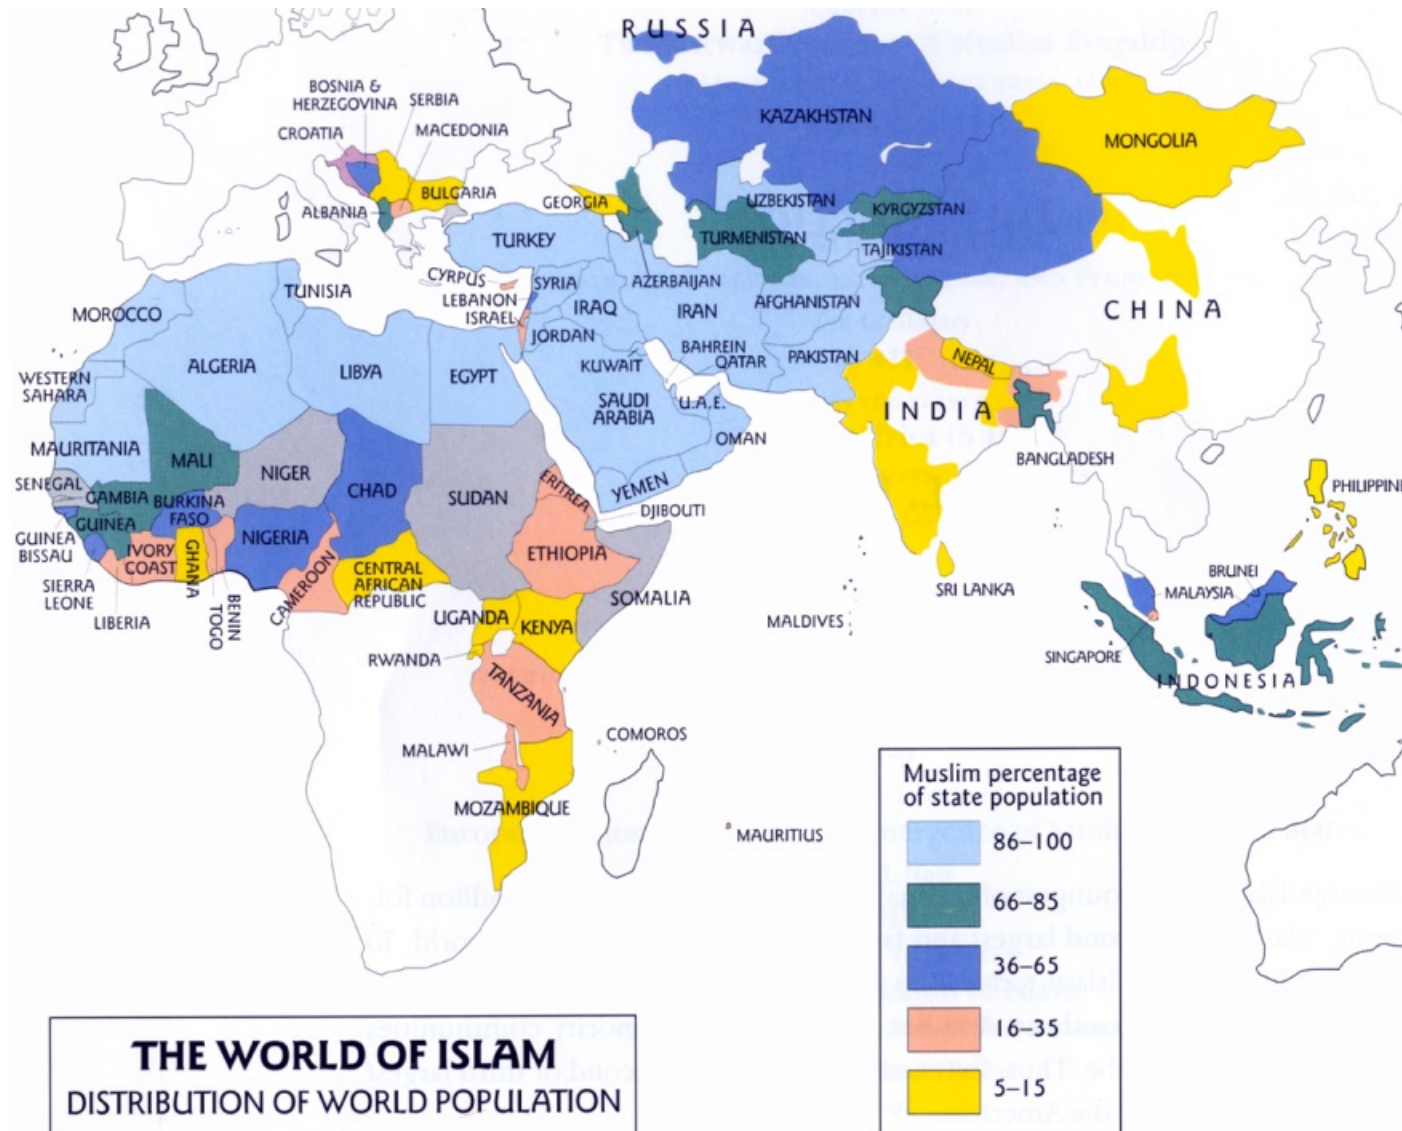 RUSSIA
BOSNIA &
HERZEGOVINA
SERBIA
CROATIA
MACEDONIA
KAZAKHSTAN
MONGOLIA
BULGARIA
ALBANIA
GEORGIA
UZBEKISTAN
KYRGYZSTAN
TURKEY
TURMENISTAN
TAJIKISTAN
CYRPUS
SYRIA
AZERBAIJAN
TUNISIA
LEBANON
ISRAEL
IRAQ
IRAN
AFGHANISTAN
CHINA
MOROCCO
JORDAN
BAHREIN
QATAR
PAKISTAN
NEPAL
ALGERIA
LIBYA
EGYPT
KUWAIT
WESTERN
SAHARA
SAUDI
ARABIA
U.A.E.
INDIA
OMAN
MAURITANIA
MALI
NIGER
BANGLADESH
SENEGAL
GAMBIA
BURKINA
FASO
CHAD
SUDAN
ERITREA
YEMEN
DJIBOUTI
PHILIPPINE
GUINEA
GUINEA
BISSAU
NIGERIA
IVORY
COAST
GHANA
ETHIOPIA
CENTRAL
AFRICAN
REPUBLIC
SIERRA
LEONE
CAMEROON
BENIN
TOGO
LIBERIA
UGANDA
KENYA
SOMALIA
SRI LANKA
BRUNEI
MALAYSIA
MALDIVES
RWANDA
SINGAPORE
TANZANIA
INDONESIA
MALAWI
COMOROS
MOZAMBIQUE
MAURITIUS
Muslim percentage
of state population
86–100
66–85
36–65
16–35
5–15
THE WORLD OF ISLAM
DISTRIBUTION OF WORLD POPULATION